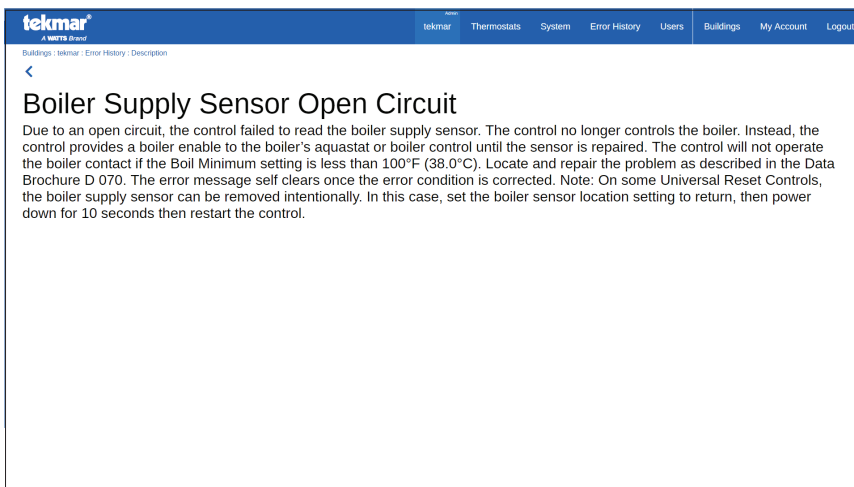 tekmar®
A WATTS Brand
Admin
tekmar Thermostats System Error History Users Buildings My Account Logout
Buildings : tekmar : Error History : Description
Boiler Supply Sensor Open Circuit
Due to an open circuit, the control failed to read the boiler supply sensor. The control no longer controls the boiler. Instead, the
control provides a boiler enable to the boiler’s aquastat or boiler control until the sensor is repaired. The control will not operate
the boiler contact if the Boil Minimum setting is less than 100°F (38.0°C). Locate and repair the problem as described in the Data
Brochure D 070. The error message self clears once the error condition is corrected. Note: On some Universal Reset Controls,
the boiler supply sensor can be removed intentionally. In this case, set the boiler sensor location setting to return, then power
down for 10 seconds then restart the control.